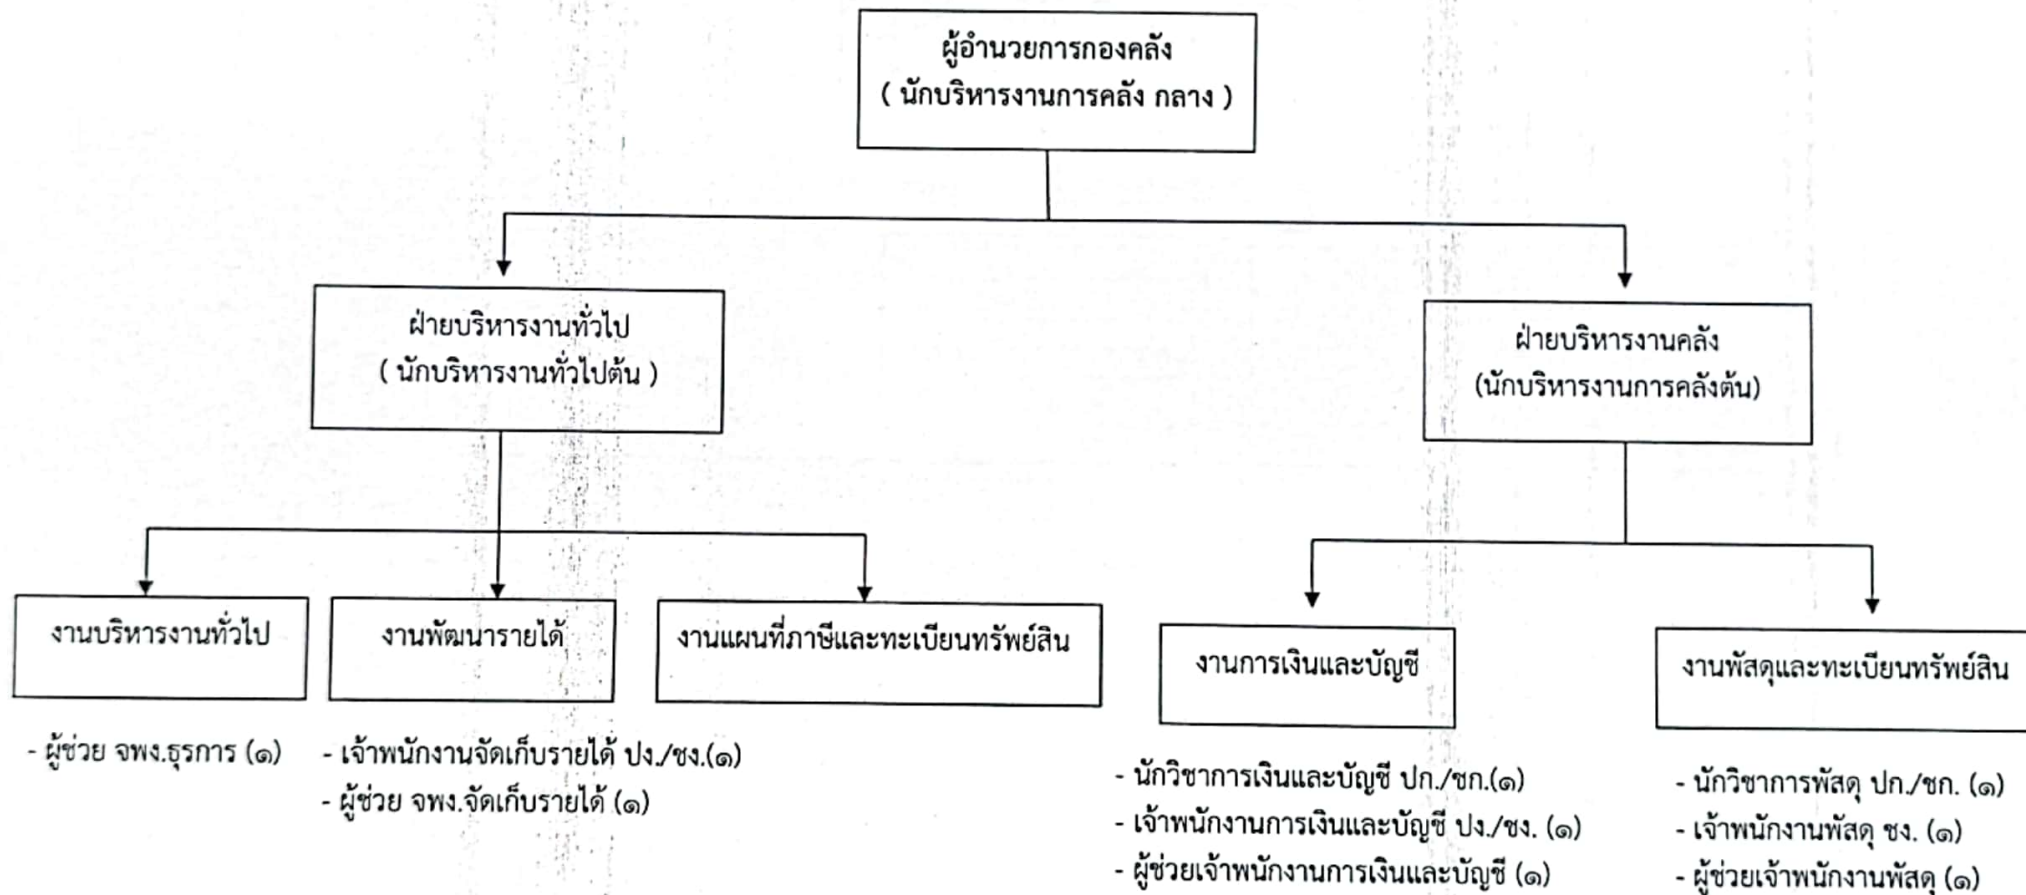 ผู้อำนวยการกองคลัง
( นักบริหารงานการคลัง กลาง )
ฝ่ายบริหารงานทั่วไป
( นักบริหารงานทั่วไปต้น )
ฝ่ายบริหารงานคลัง
(นักบริหารงานการคลังต้น)
งานบริหารงานทั่วไป
งานพัฒนารายได้
งานแผนที่ภาษีและทะเบียนทรัพย์สิน
งานการเงินและบัญชี
งานพัสดุและทะเบียนทรัพย์สิน
- ผู้ช่วย จพง.ธุรการ (๑)
- เจ้าพนักงานจัดเก็บรายได้ ปง./ชง.(๑)
- ผู้ช่วย จพง.จัดเก็บรายได้ (๑)
- นักวิชาการเงินและบัญชี ปก./ชก.(๑)
- เจ้าพนักงานการเงินและบัญชี ปง./ชง. (๑)
- ผู้ช่วยเจ้าพนักงานการเงินและบัญชี (๑)
- นักวิชาการพัสดุ ปก./ชก. (๑)
- เจ้าพนักงานพัสดุ ชง. (๑)
- ผู้ช่วยเจ้าพนักงานพัสดุ (๑)